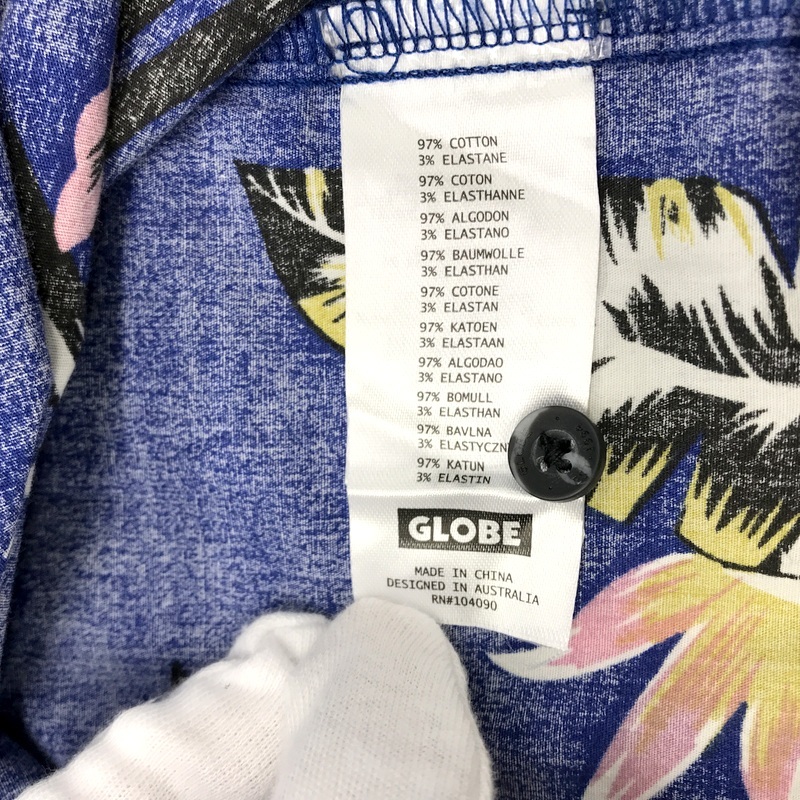 97% COTTON
3% ELASTANE
97% COTON
3% ELASTHANNE
97% ALGODON
3% ELASTANO
97% BAUMWOLLE
3% ELASTHAN
97% COTONE
3% ELASTAN
97% KATOEN
3% ELASTAAN
97% ALGODAO
3% ELASTANO
97% BOMULL
3% ELASTHAN
97% BAVLNA
3% ELASTYCZN
97% KATUN
3% ELASTIN
GLOBE
MADE IN CHINA
DESIGNED IN AUSTRALIA
RN#104090